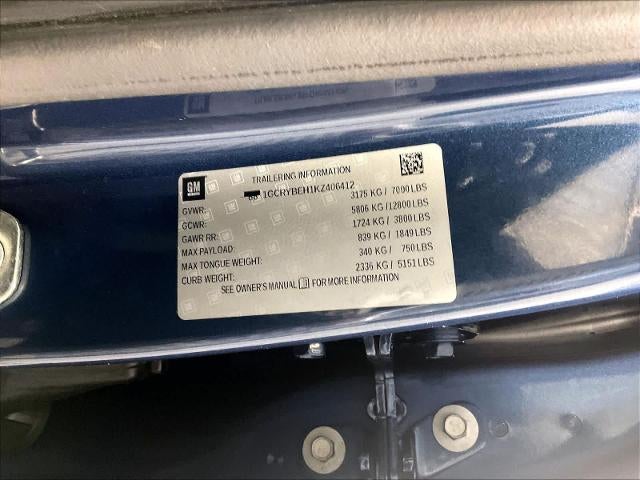 GM
TRAILERING INFORMATION
1GCRYBEH1KZ406412
GVWR: 3175 KG / 7000 LBS
GCWR: 5806 KG /12800 LBS
GAWR RR: 1724 KG / 3800 LBS
MAX PAYLOAD: 839 KG / 1849 LBS
MAX TONGUE WEIGHT: 340 KG / 750 LBS
CURB WEIGHT: 2336 KG / 5151 LBS
SEE OWNER'S MANUAL FOR MORE INFORMATION